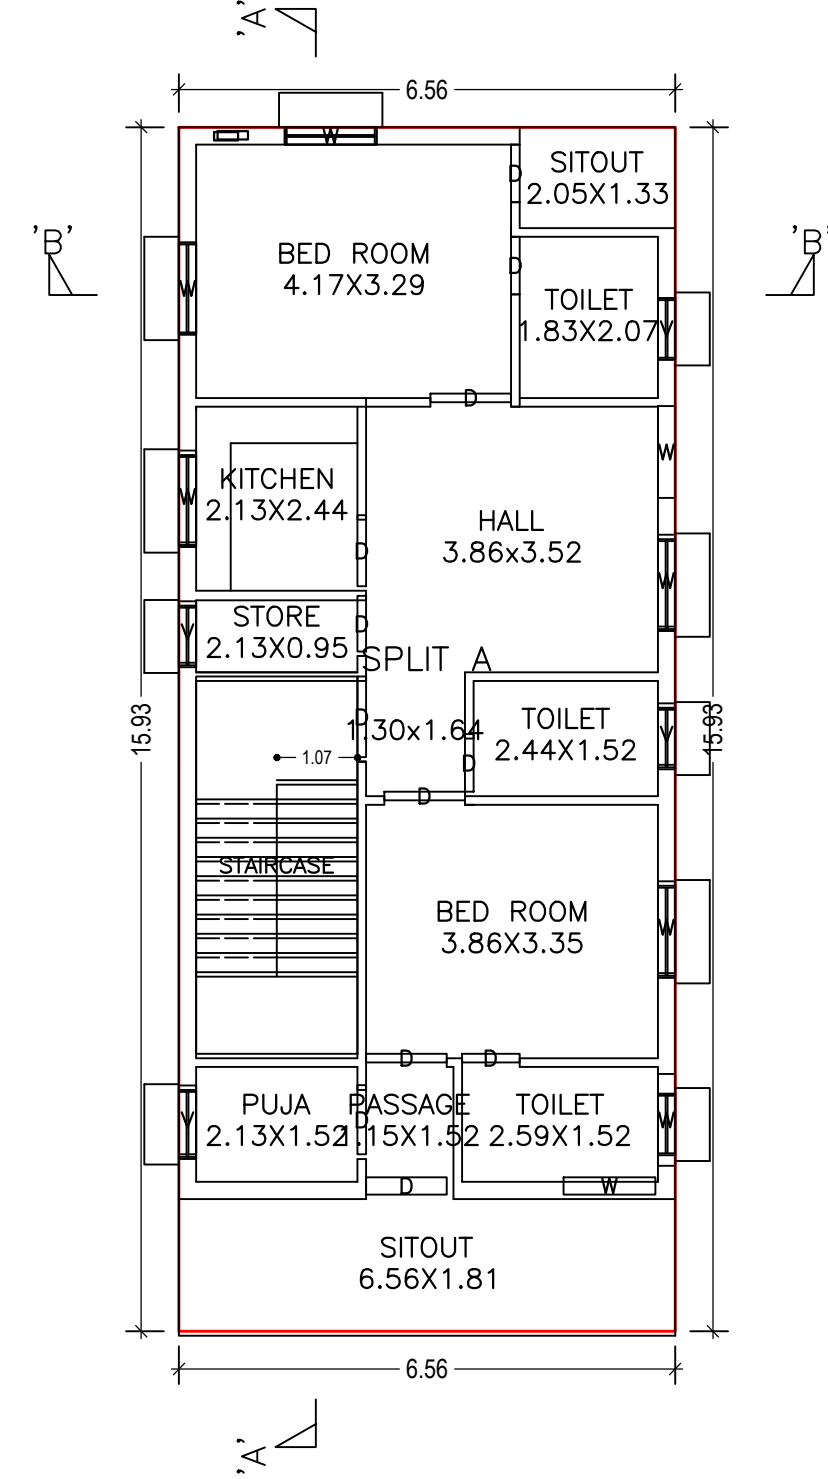 'A'
6.56
SITOUT
2.05X1.33
W
D
'B'
'B'
BED ROOM
4.17X3.29
D
W
TOILET
1.83X2.07
V
D
W
KITCHEN
2.13X2.44
W
HALL
3.86x3.52
D
W
STORE
2.13X0.95
D
V
SPLIT A
15.93
15.93
D
1.30x1.64
TOILET
2.44X1.52
V
1.07
D
D
STAIRCASE
BED ROOM
3.86X3.35
W
D
D
PUJA
2.13X1.52
V
PASSAGE
1.15X1.52
D
TOILET
2.59X1.52
W
D
W
SITOUT
6.56X1.81
6.56
'A'